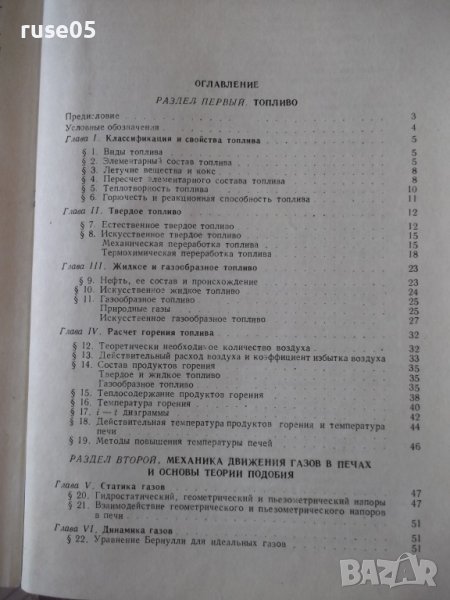 ruse05
ОГЛАВЛЕНИЕ
РАЗДЕЛ ПЕРВЫЙ. ТОПЛИВО
Предисловие 3
Условные обозначения 4
Глава I. Классификация и свойства топлива 5
§ 1. Виды топлива 5
§ 2. Элементарный состав топлива 5
§ 3. Летучие вещества и кокс 8
§ 4. Пересчет элементарного состава топлива 8
§ 5. Теплотворность топлива 10
§ 6. Горючесть и реакционная способность топлива 11
Глава II. Твердое топливо 12
§ 7. Естественное твердое топливо 12
§ 8. Искусственное твердое топливо 15
Механическая переработка топлива 15
Термохимическая переработка топлива 18
Глава III. Жидкое и газообразное топливо 23
§ 9. Нефть, ее состав и происхождение 23
§ 10. Искусственное жидкое топливо 24
§ 11. Газообразное топливо 25
Природные газы 25
Искусственное газообразное топливо 27
Глава IV. Расчет горения топлива 32
§ 12. Теоретически необходимое количество воздуха 32
§ 13. Действительный расход воздуха и коэффициент избытка воздуха 33
§ 14. Состав продуктов горения 35
Твердое и жидкое топливо 35
Газообразное топливо 35
§ 15. Теплосодержание продуктов горения 38
§ 16. Температура горения 40
§ 17. i — t диаграммы 42
§ 18. Действительная температура продуктов горения и температура
печи 44
§ 19. Методы повышения температуры печей 46
РАЗДЕЛ ВТОРОЙ. МЕХАНИКА ДВИЖЕНИЯ ГАЗОВ В ПЕЧАХ
И ОСНОВЫ ТЕОРИИ ПОДОБИЯ
Глава V. Статика газов 47
§ 20. Гидростатический, геометрический и пьезометрический напоры 47
§ 21. Взаимодействие геометрического и пьезометрического напоров
в печи 51
Глава VI. Динамика газов 51
§ 22. Уравнение Бернулли для идеальных газов 51
BAZAR